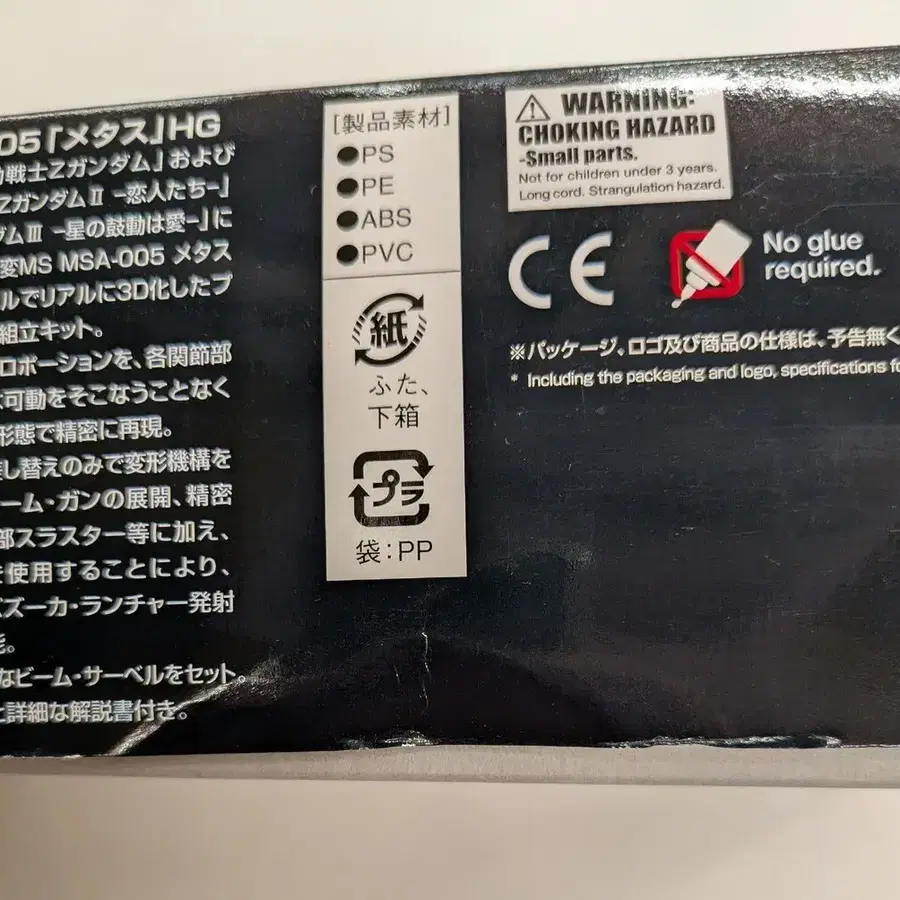 05「メタス」HG
戦士Zガンダム」および
Zガンダム II -恋人たち-」
ダム III -星の鼓動は愛-」に
変MS MSA-005 メタス
ルでリアルに3D化したプ
組立キット。
ロポーションを、各関節部
可動をそこなうことなく
形態で精密に再現。
し替えのみで変形機構を
ーム・ガンの展開、精密
部スラスター等に加え、
を使用することにより、
ズーカ・ランチャー発射
能。
なビーム・サーベルをセット。
と詳細な解説書付き。
[製品素材]
●PS
●PE
●ABS
●PVC
紙
ふた、
下箱
プラ
袋:PP
WARNING:
CHOKING HAZARD
-Small parts.
Not for children under 3 years.
Long cord. Strangulation hazard.
CE
No glue
required.
※パッケージ、ロゴ及び商品の仕様は、予告無く
* Including the packaging and logo, specifications fo